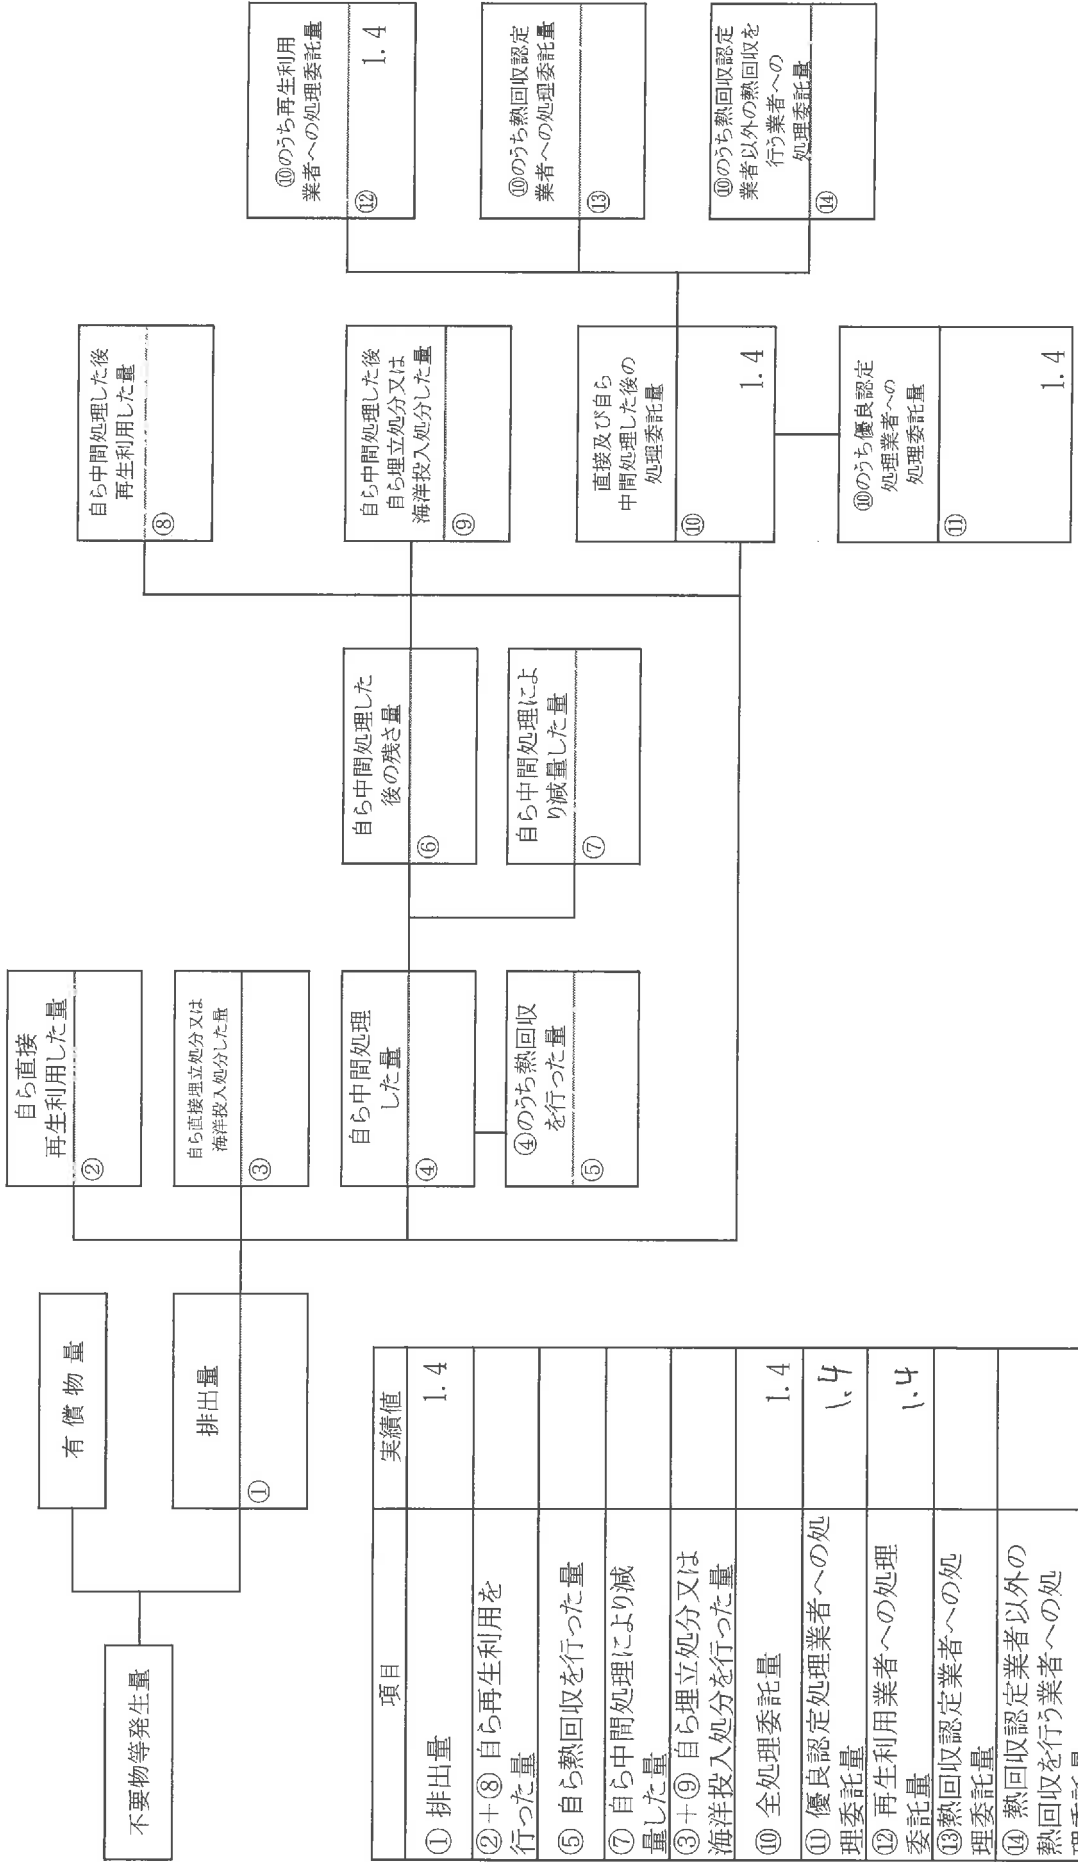 不要物等発生量
有償物量
排出量
①
自ら直接
再生利用した量
②
自ら直接埋立処分又は
海洋投入処分した量
③
自ら中間処理
した量
④
④のうち熱回収
を行った量
⑤
自ら中間処理した
後の残さ量
⑥
自ら中間処理によ
り減量した量
⑦
自ら中間処理した後
再生利用した量
⑧
自ら中間処理した後
自ら埋立処分又は
海洋投入処分した量
⑨
直接及び自ら
中間処理した後の
処理委託量
⑩ 1.4
⑩のうち優良認定
処理業者への
処理委託量
⑪ 1.4
⑩のうち再生利用
業者への処理委託量
⑫ 1.4
⑩のうち熱回収認定
業者への処理委託量
⑬
⑩のうち熱回収認定
業者以外の熱回収を
行う業者への
処理委託量
⑭
項目 実績値
① 排出量 1.4
②+⑧ 自ら再生利用を
行った量
⑤ 自ら熱回収を行った量
⑦ 自ら中間処理により減
量した量
③+⑨ 自ら埋立処分又は
海洋投入処分を行った量
⑩ 全処理委託量 1.4
⑪ 優良認定処理業者への処
理委託量 1.4
⑫ 再生利用業者への処理
委託量 1.4
⑬熱回収認定業者への処
理委託量
⑭ 熱回収認定業者以外の
熱回収を行う業者への処